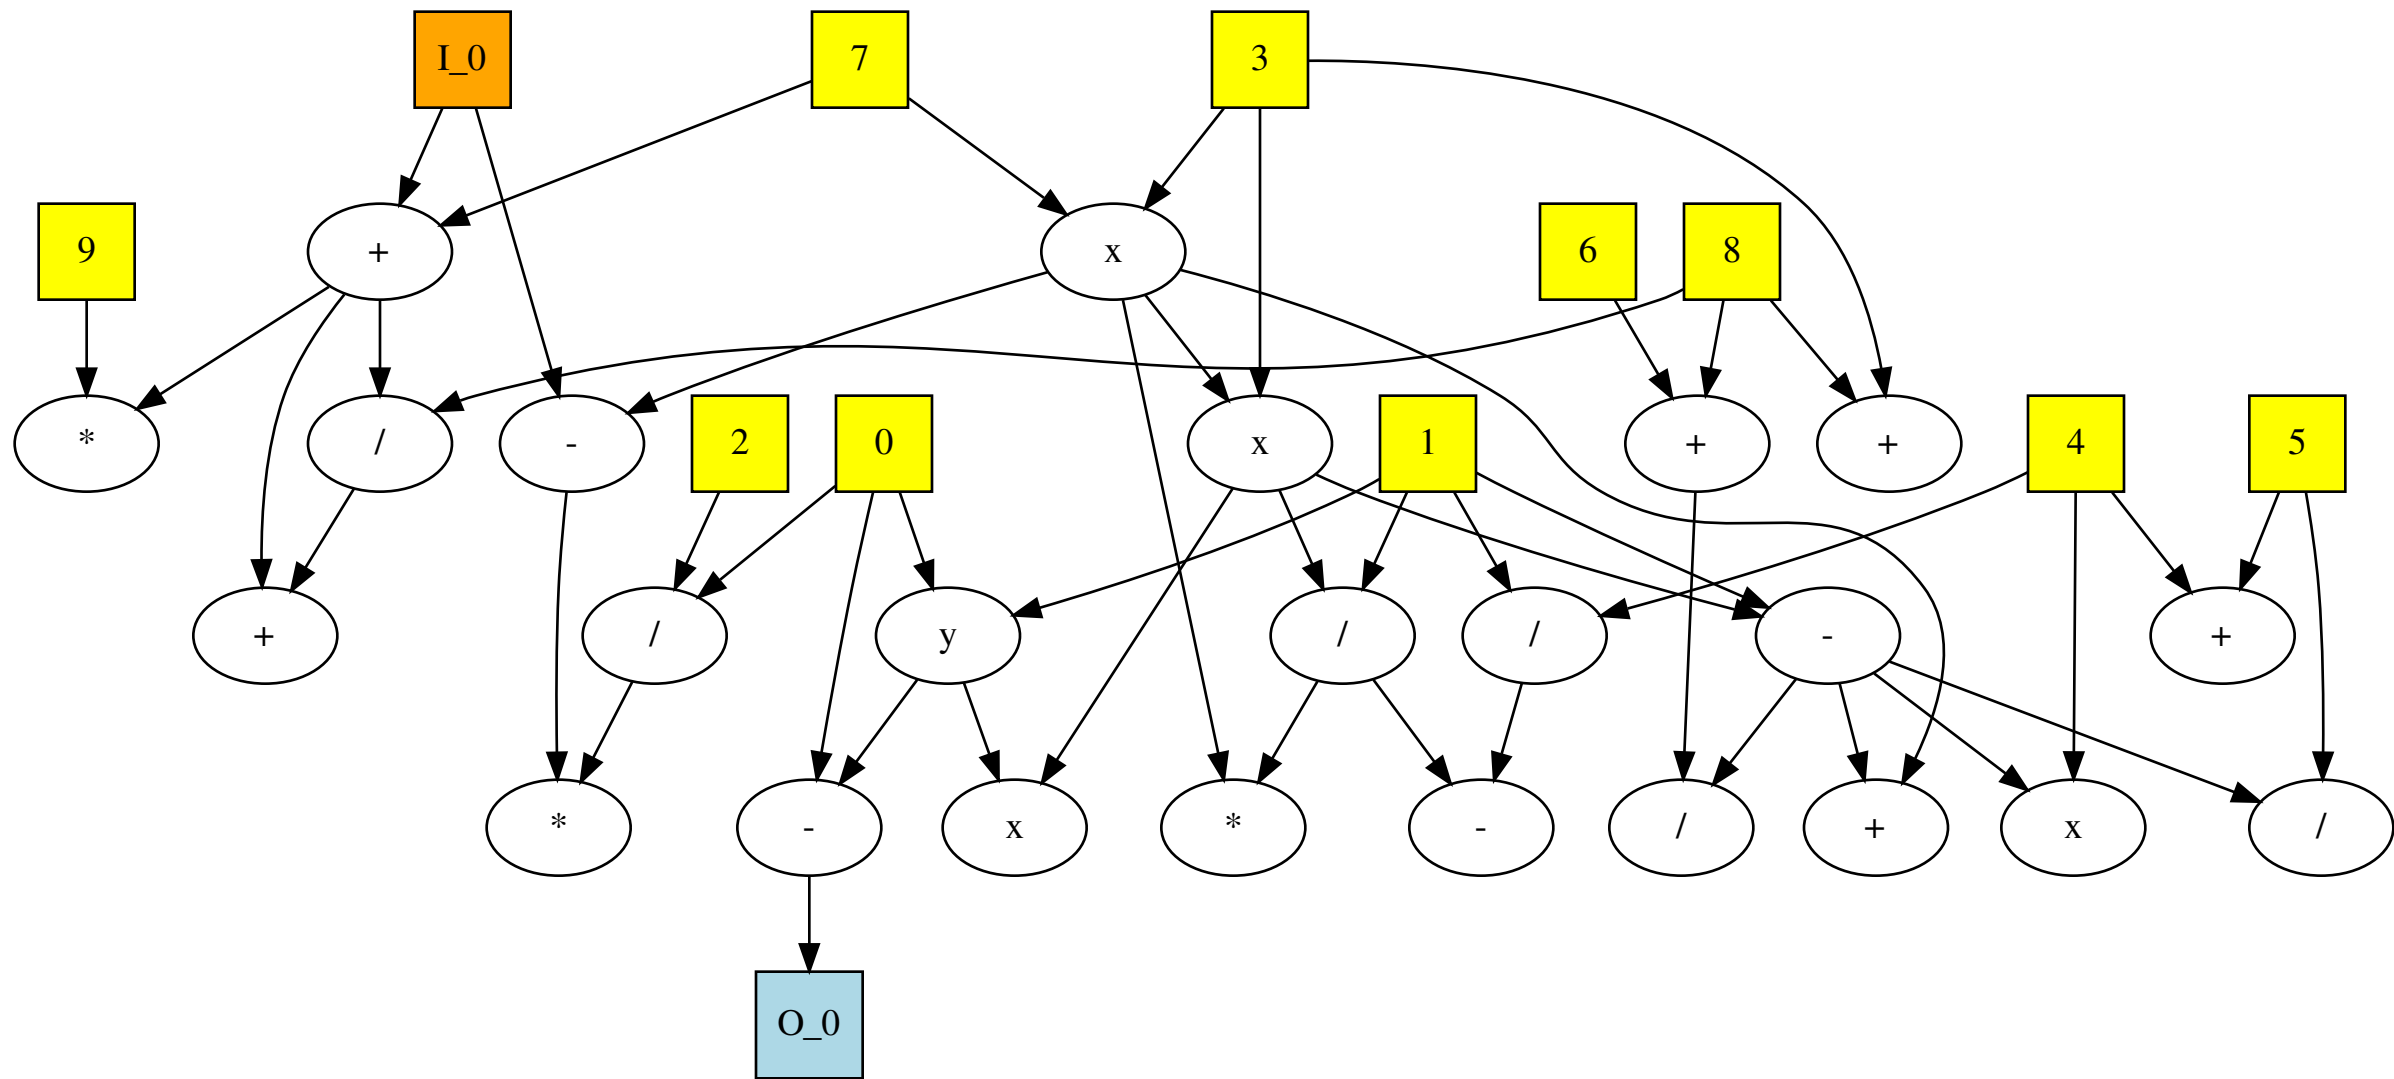 I_0 7 3
9 + x 6 8
* / - 2 0 x 1 + + 4 5
+ / y / / - +
* - x * - / + x /
O_0